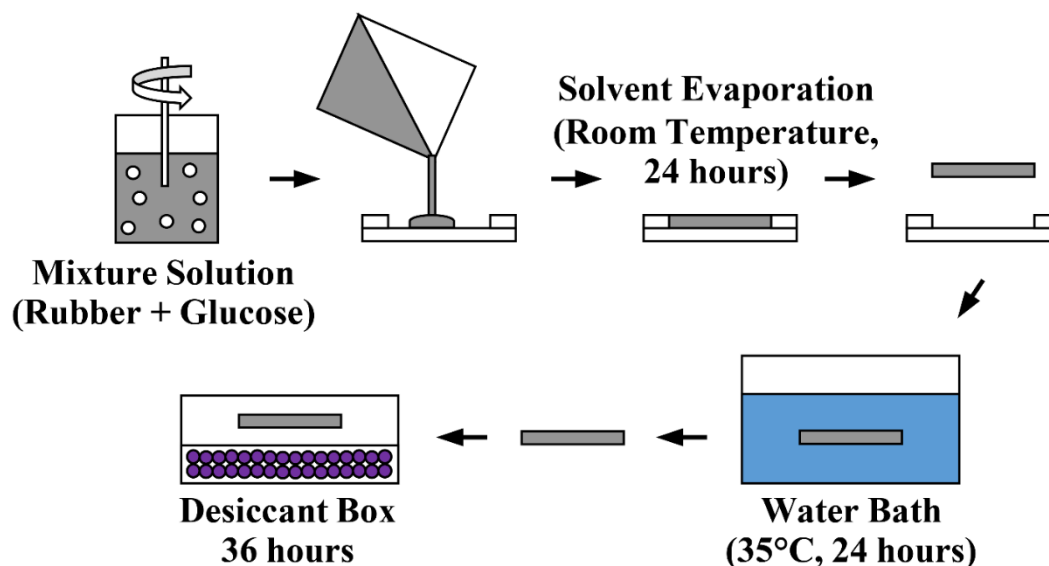 Solvent Evaporation
(Room Temperature,
24 hours)
Mixture Solution
(Rubber + Glucose)
Desiccant Box
36 hours
Water Bath
(35°C, 24 hours)